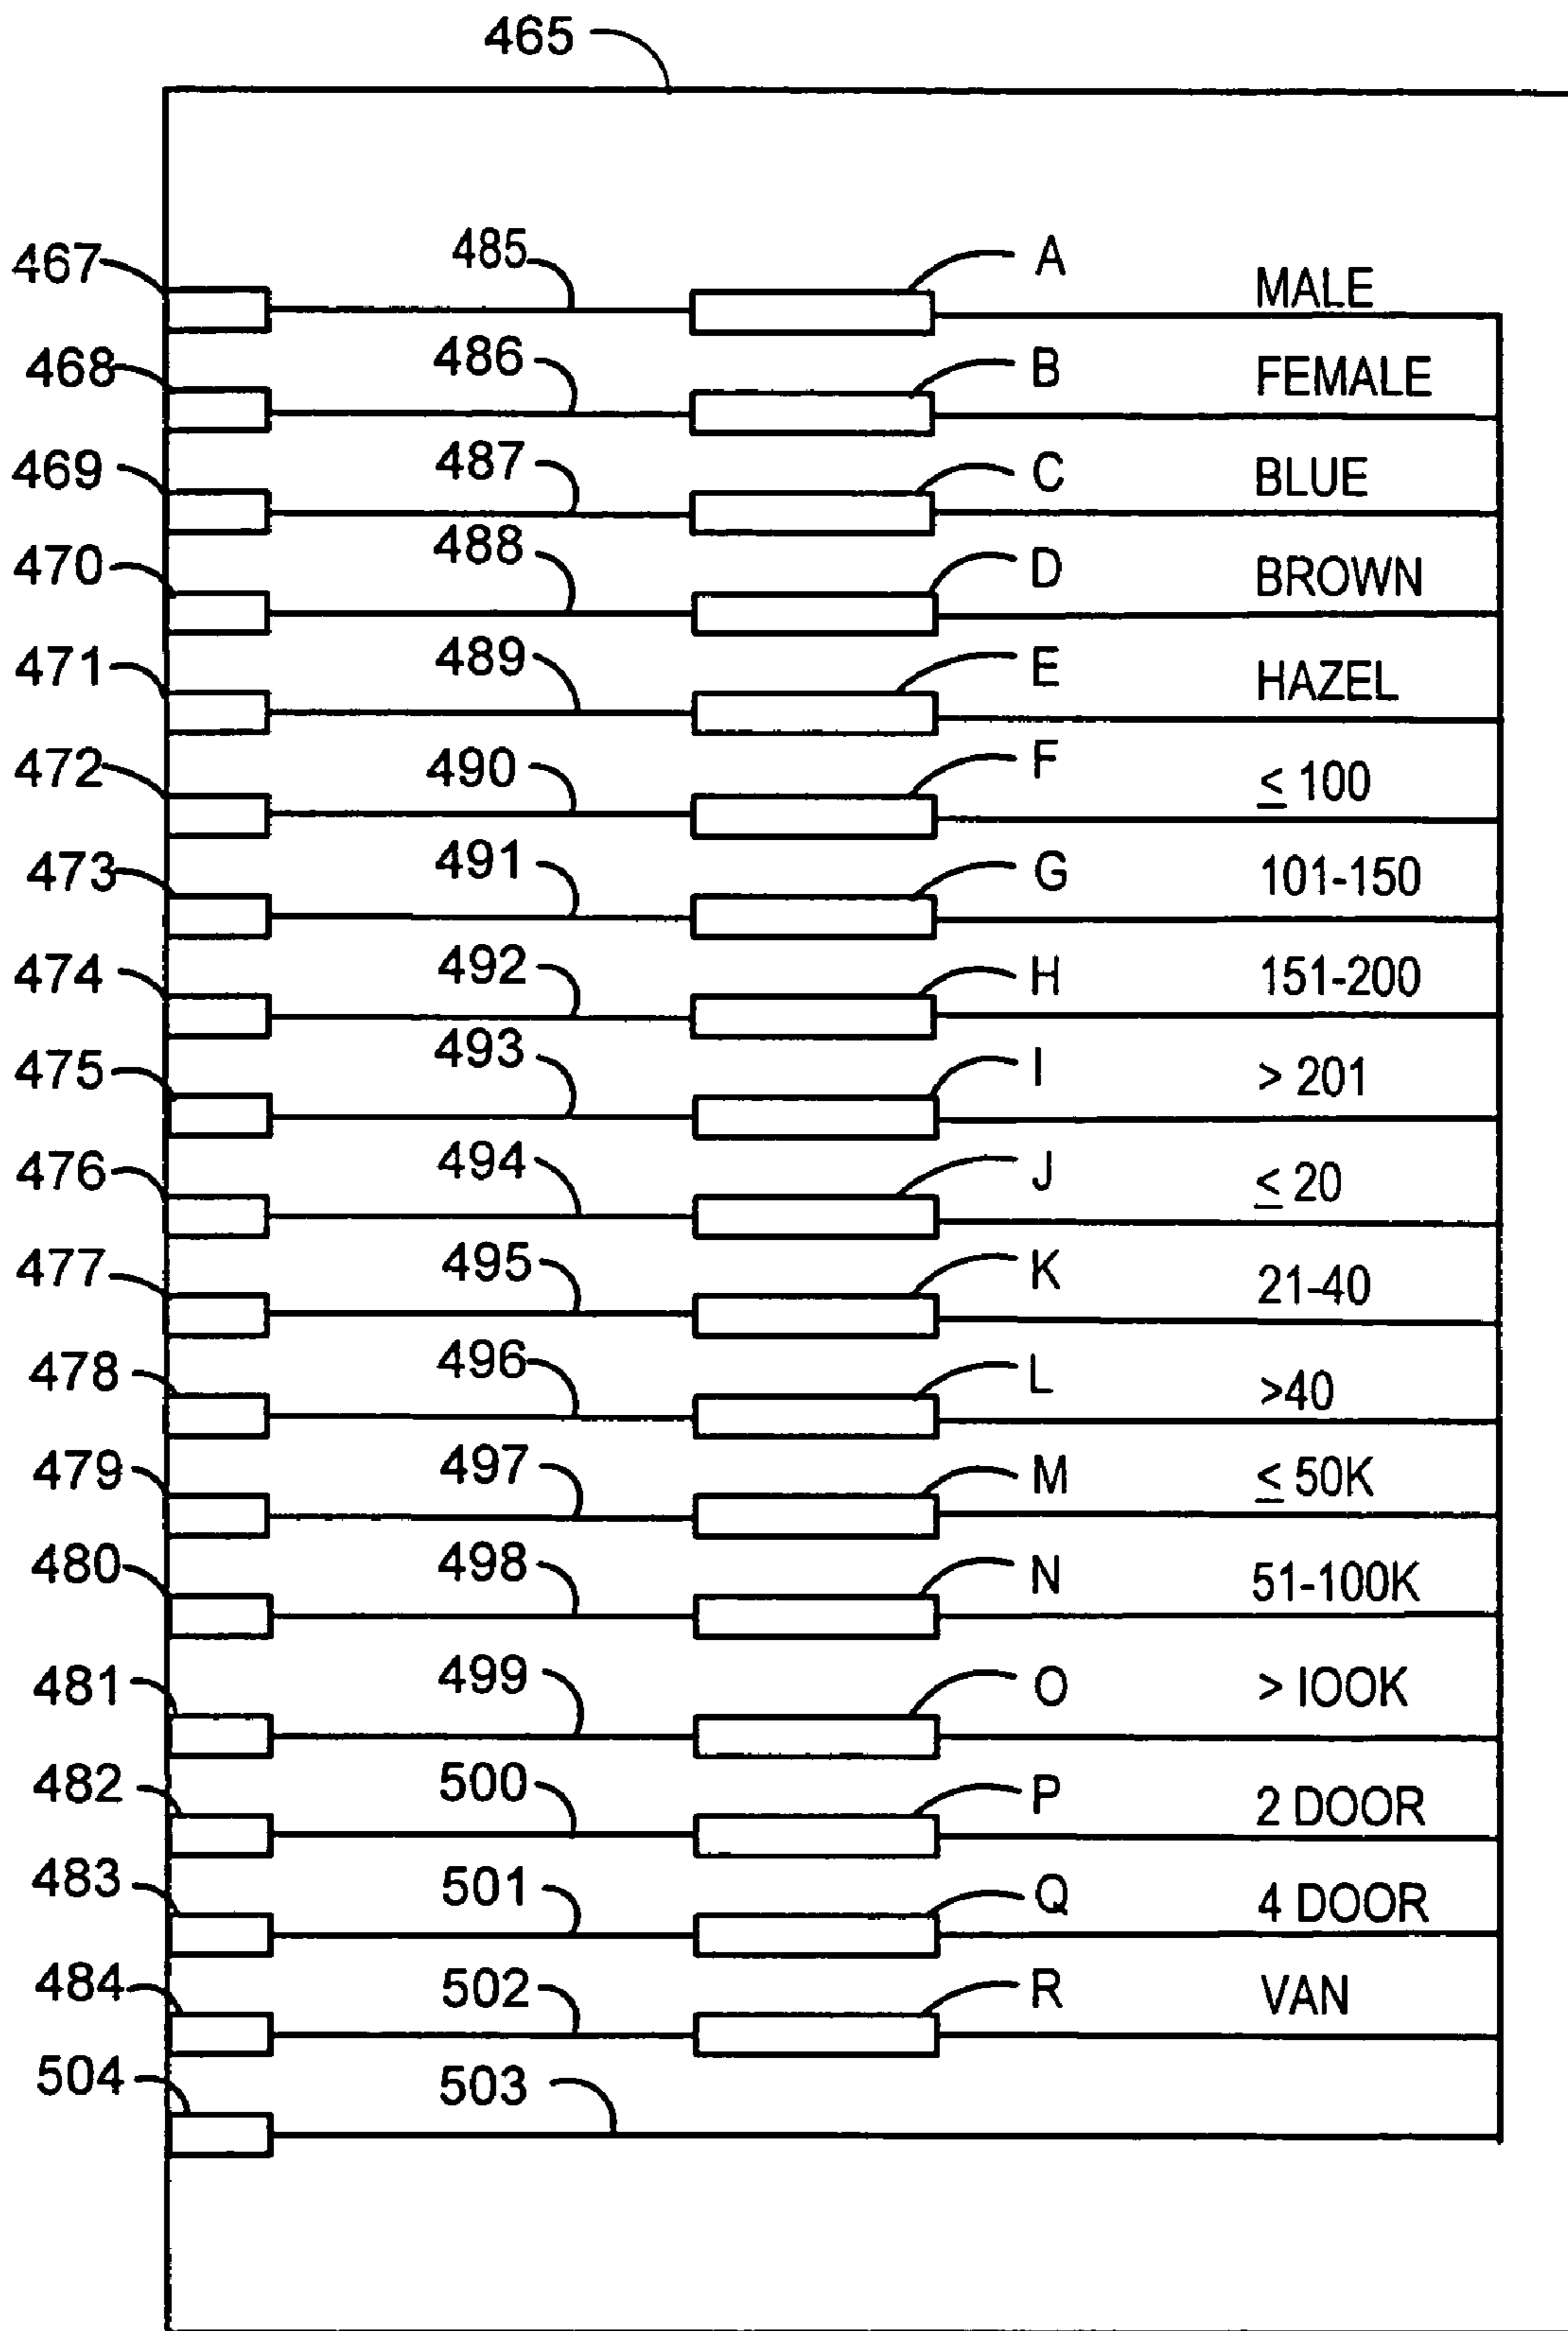 465
467 485 A MALE
468 486 B FEMALE
469 487 C BLUE
470 488 D BROWN
471 489 E HAZEL
472 490 F ≤ 100
473 491 G 101-150
474 492 H 151-200
475 493 I > 201
476 494 J ≤ 20
477 495 K 21-40
478 496 L >40
479 497 M ≤ 50K
480 498 N 51-100K
481 499 O > IOOK
482 500 P 2 DOOR
483 501 Q 4 DOOR
484 502 R VAN
504 503